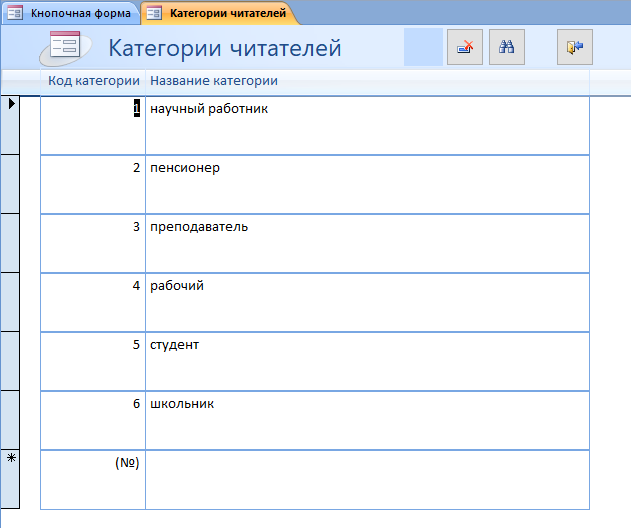 Кнопочная форма Категории читателей
Категории читателей
Код категории Название категории
1 научный работник
2 пенсионер
3 преподаватель
4 рабочий
5 студент
6 школьник
(№)